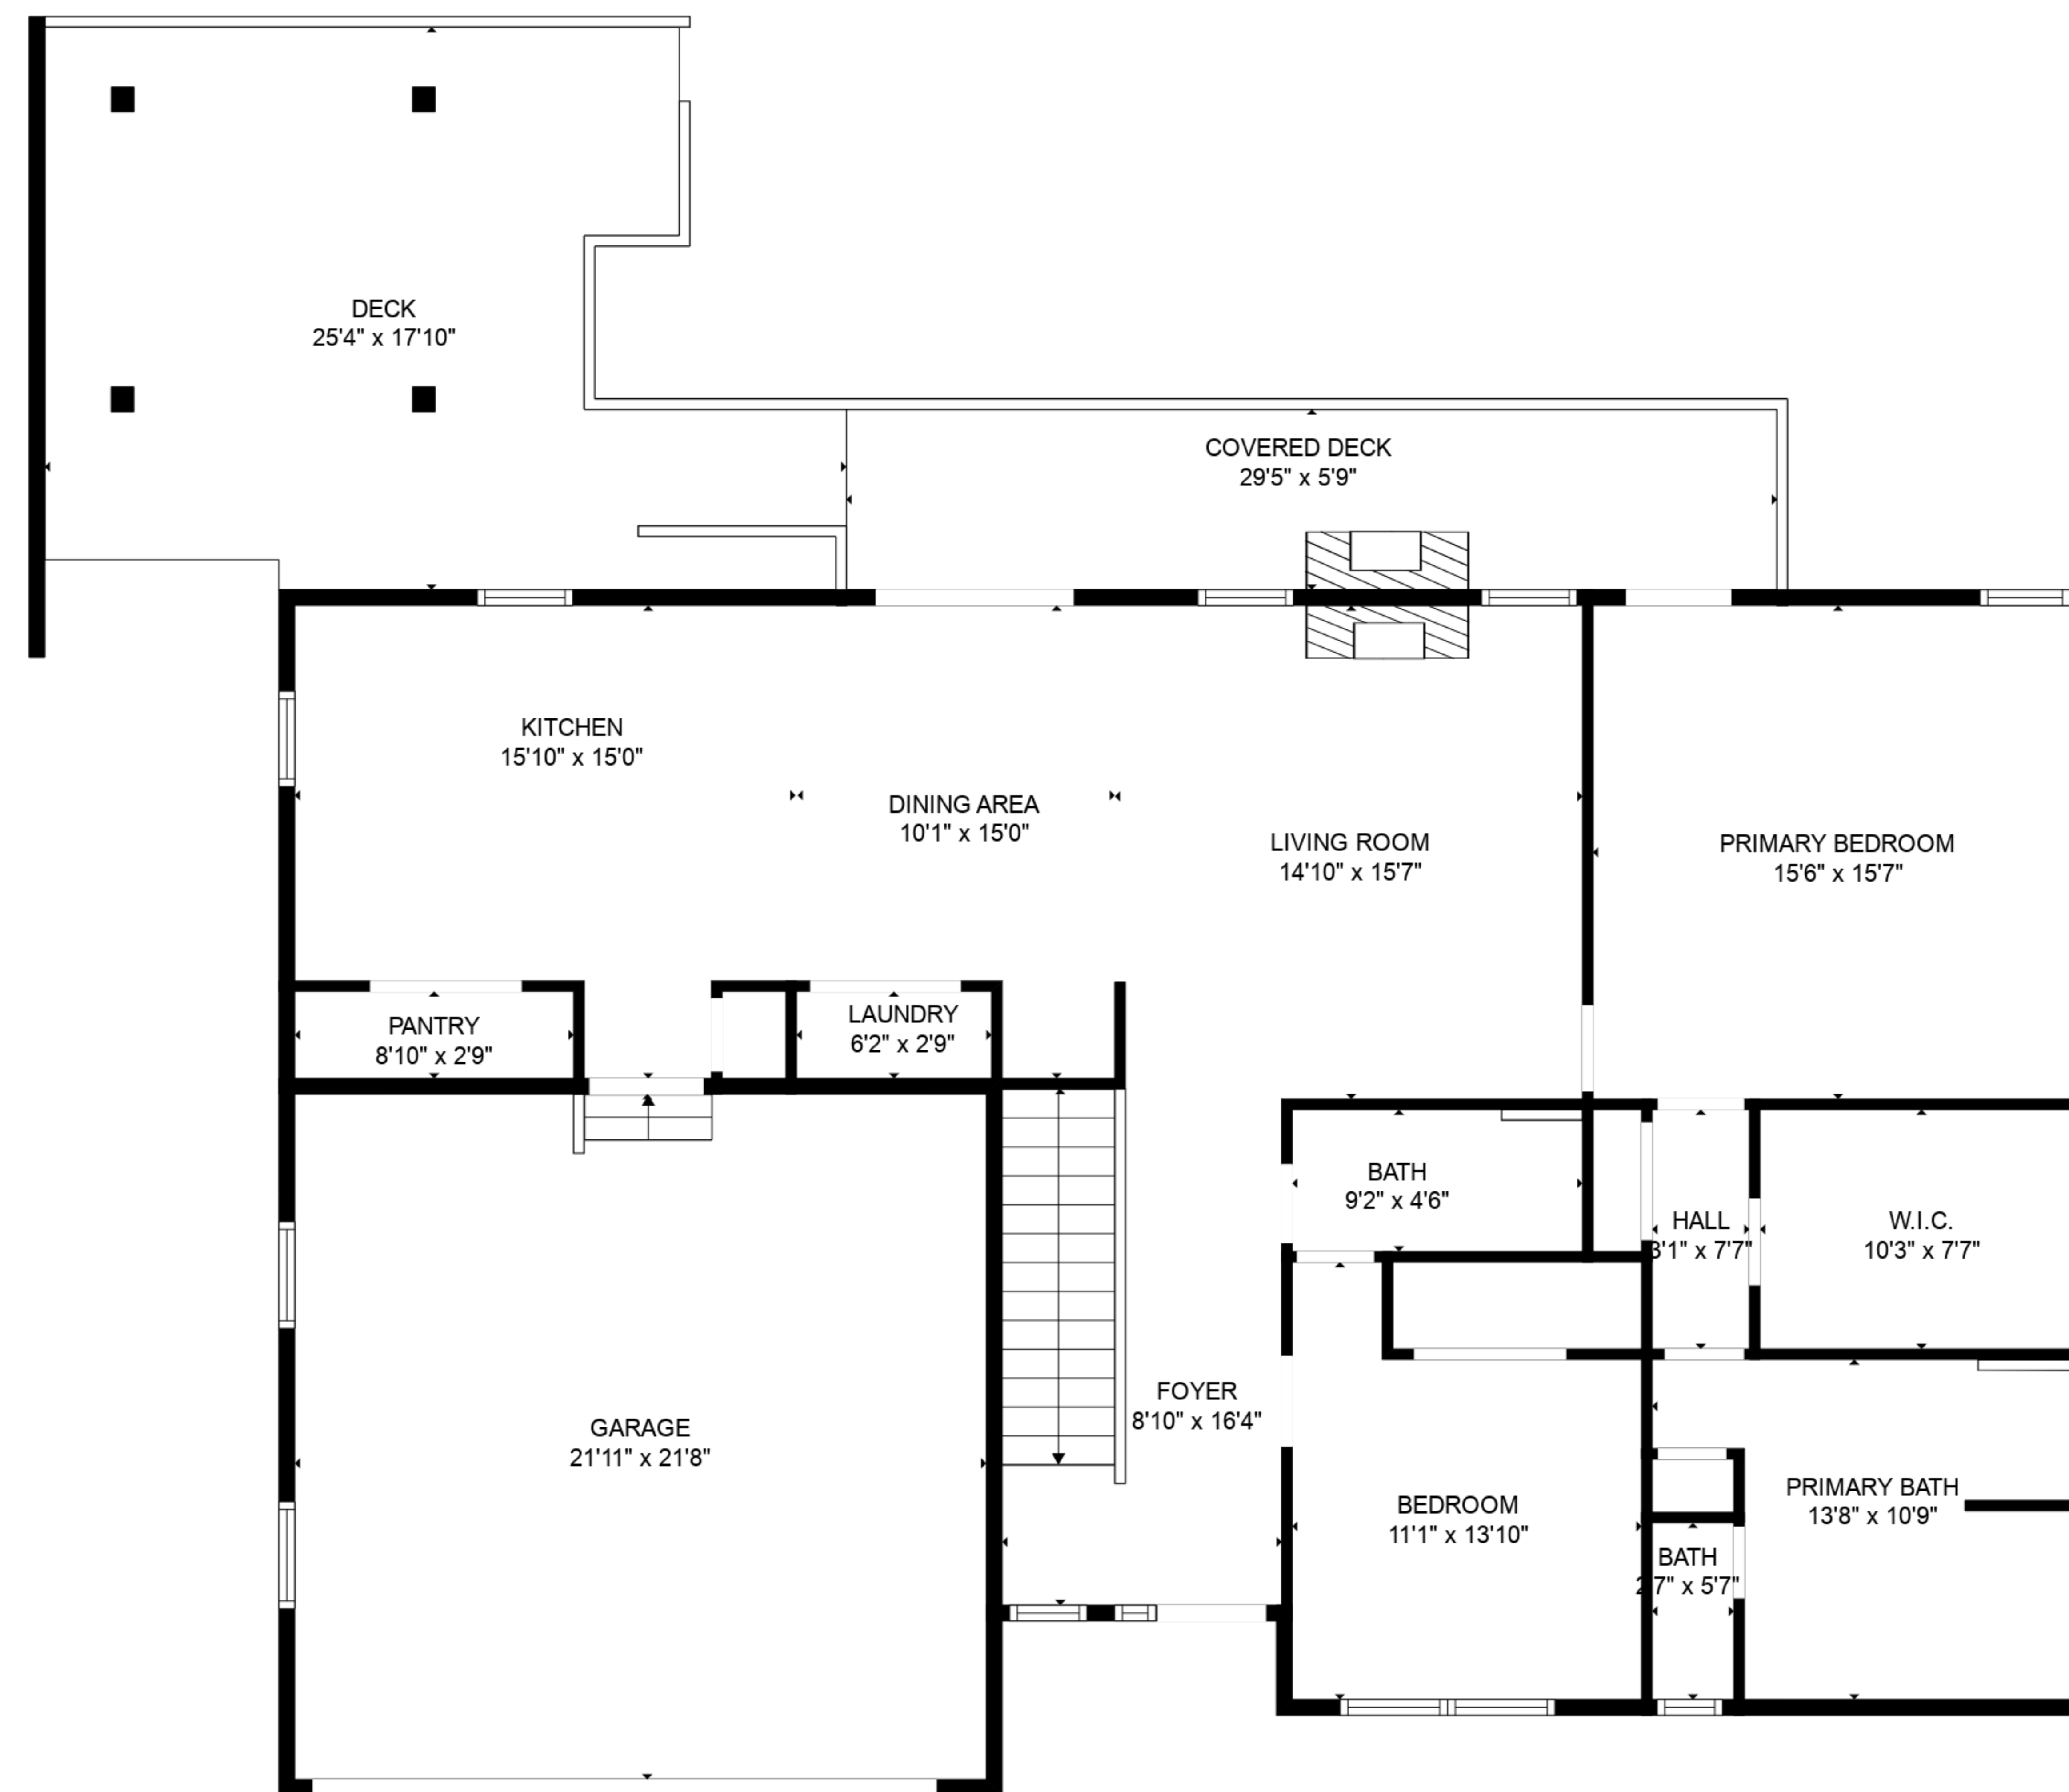 DECK
25'4" x 17'10"
COVERED DECK
29'5" x 5'9"
KITCHEN
15'10" x 15'0"
DINING AREA
10'1" x 15'0"
LIVING ROOM
14'10" x 15'7"
PRIMARY BEDROOM
15'6" x 15'7"
PANTRY
8'10" x 2'9"
LAUNDRY
6'2" x 2'9"
BATH
9'2" x 4'6"
HALL
3'1" x 7'7"
W.I.C.
10'3" x 7'7"
FOYER
8'10" x 16'4"
GARAGE
21'11" x 21'8"
BEDROOM
11'1" x 13'10"
PRIMARY BATH
13'8" x 10'9"
BATH
2'7" x 5'7"